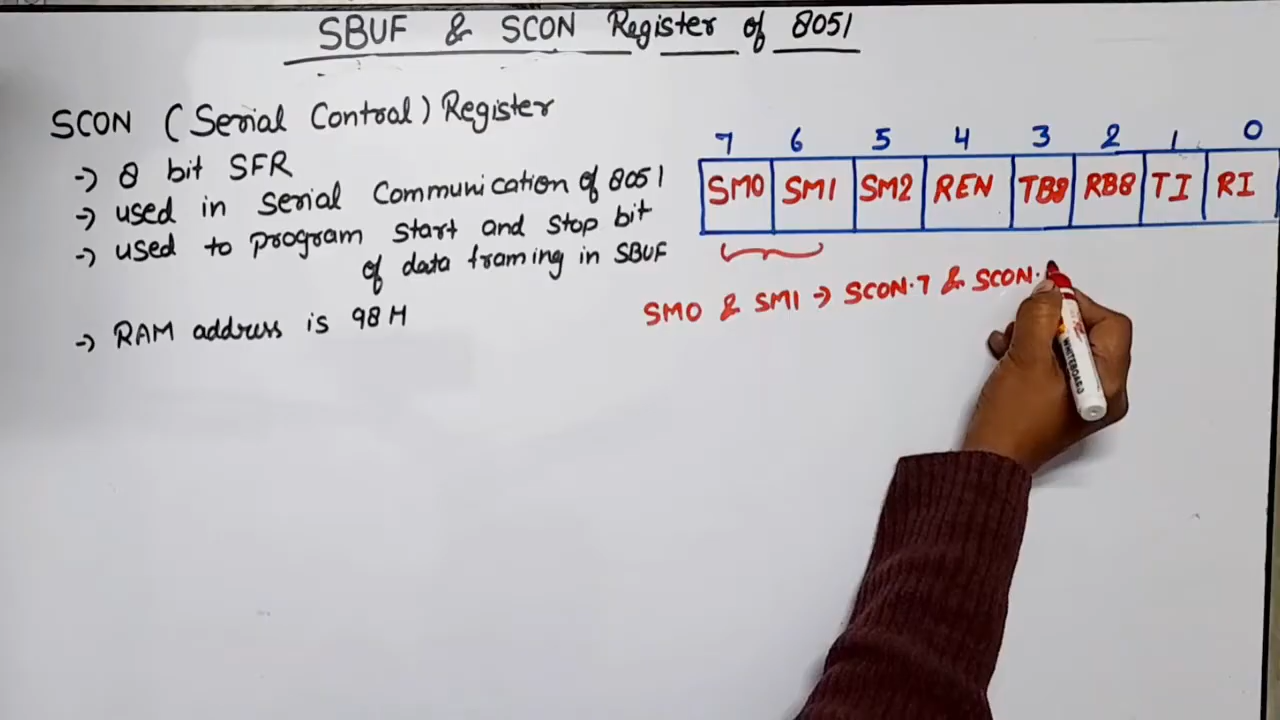 SBUF & SCON Register of 8051
SCON (Serial Control) Register
→ 8 bit SFR
→ used in serial Communication of 8051
→ used to program start and stop bit
of data framing in SBUF
→ RAM address is 98H
7 6 5 4 3 2 1 0
SM0 SM1 SM2 REN TB8 RB8 TI RI
SM0 & SM1 → SCON.7 & SCON.
WHITEBOARD